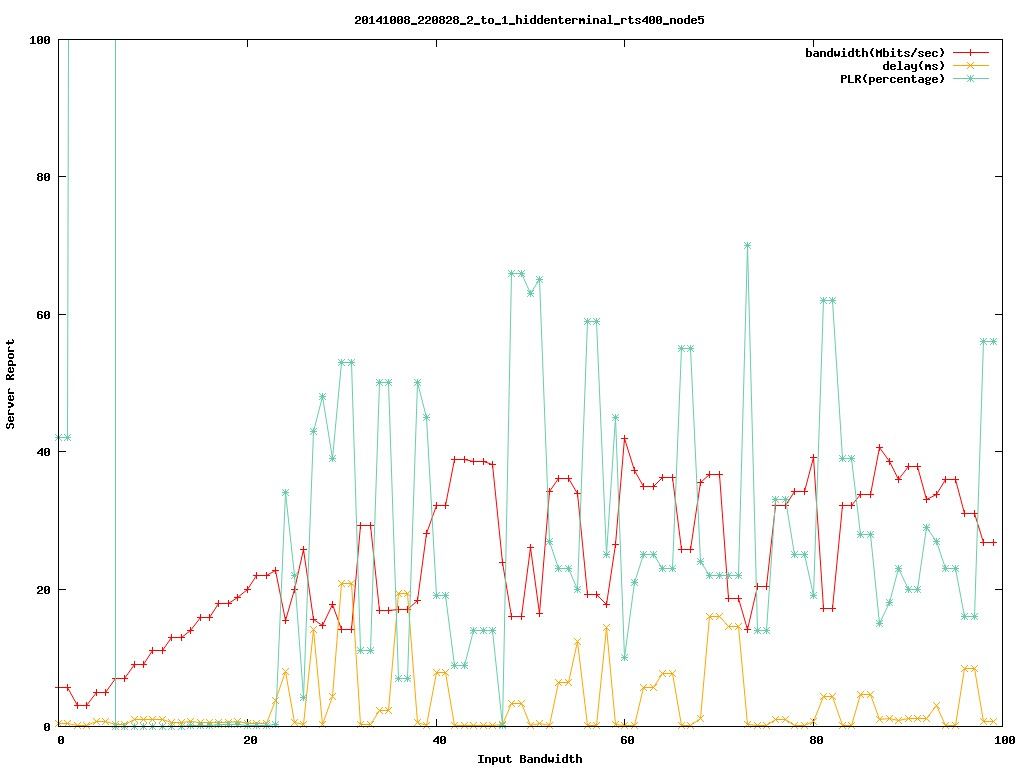 20141008_220828_2_to_1_hiddenterminal_rts400_node5
bandwidth(Mbits/sec)
delay(ms)
PLR(percentage)
100
80
60
40
20
0
Server Report
0 20 40 60 80 100
Input Bandwidth